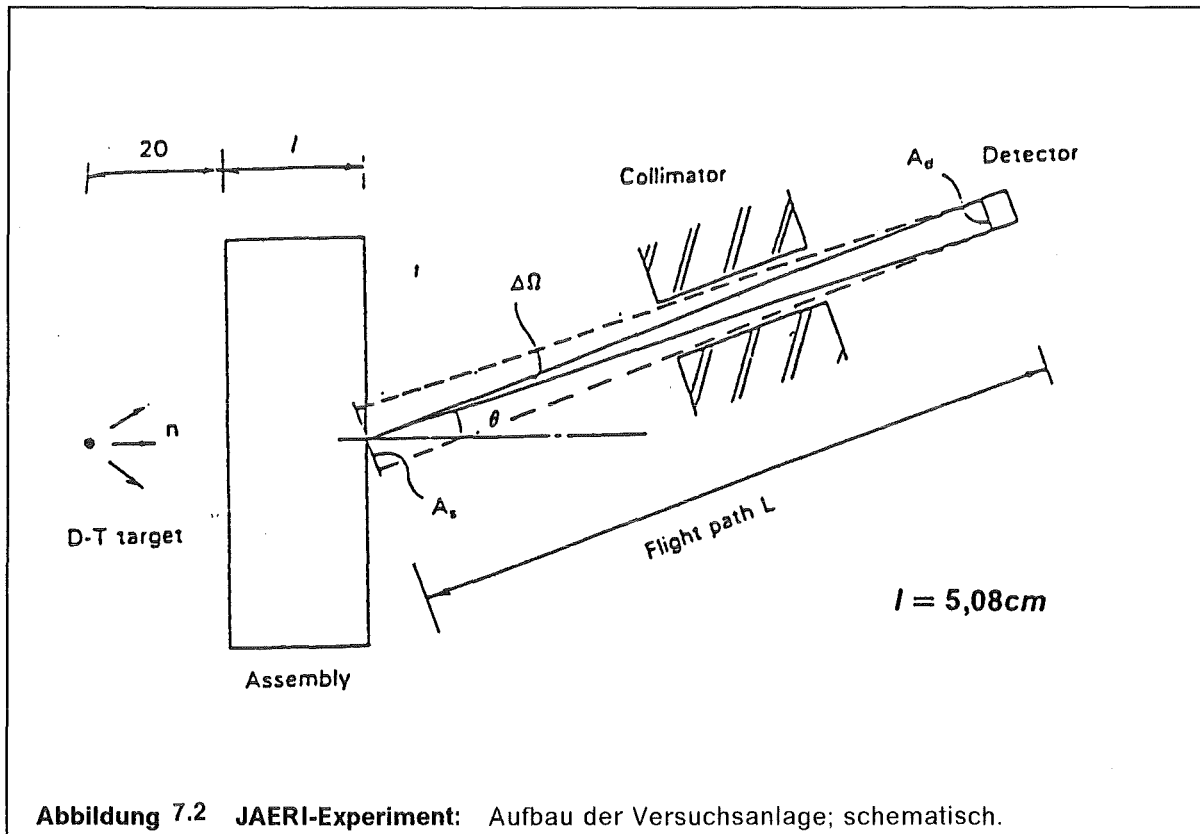 20
l
Collimator
A_d
Detector
ΔΩ
n
θ
D-T target
A_s
Flight path L
l = 5,08cm
Assembly
Abbildung 7.2 JAERI-Experiment: Aufbau der Versuchsanlage; schematisch.